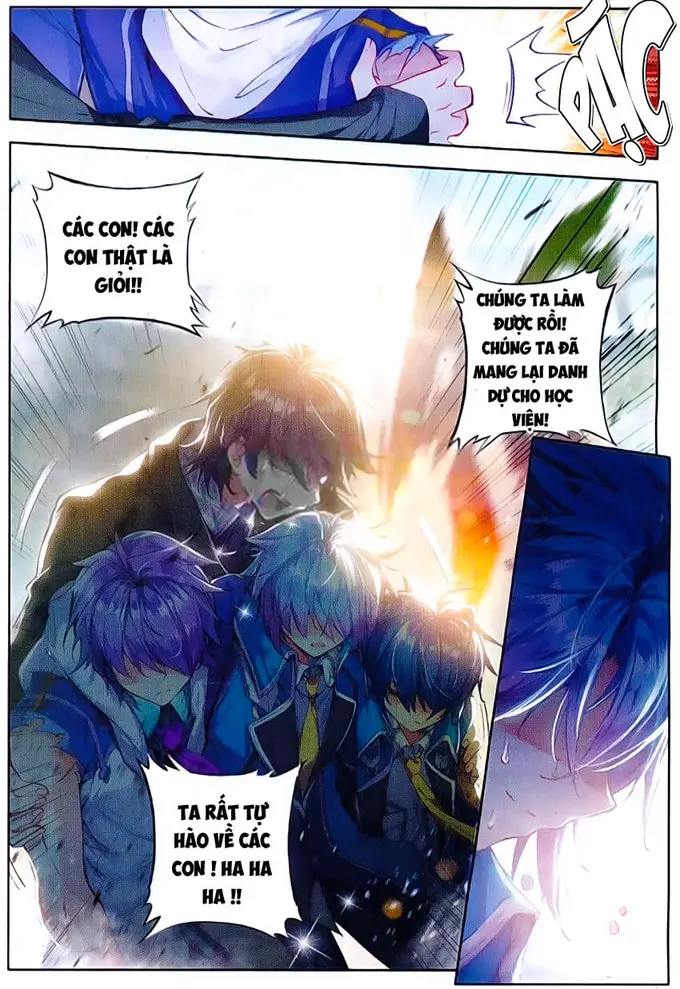 PHẬC
CÁC CON! CÁC
CON THẬT LÀ
GIỎI!!
CHÚNG TA LÀM
ĐƯỢC RỒI!
CHÚNG TA ĐÃ
MANG LẠI DANH
DỰ CHO HỌC
VIỆN!
TA RẤT TỰ
HÀO VỀ CÁC
CON ! HA HA
HA !!